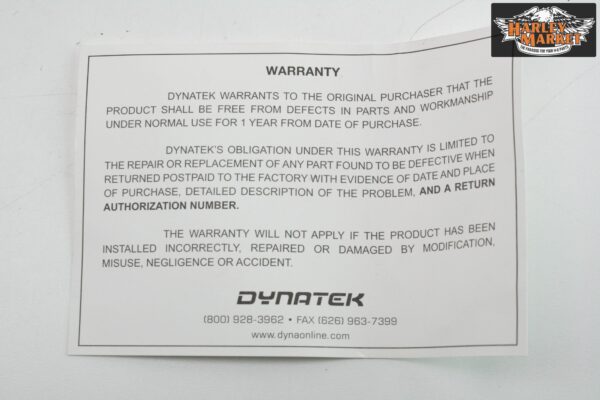 HARLEY
MARKET
WARRANTY
DYNATEK WARRANTS TO THE ORIGINAL PURCHASER THAT THE
PRODUCT SHALL BE FREE FROM DEFECTS IN PARTS AND WORKMANSHIP
UNDER NORMAL USE FOR 1 YEAR FROM DATE OF PURCHASE.
DYNATEK'S OBLIGATION UNDER THIS WARRANTY IS LIMITED TO
THE REPAIR OR REPLACEMENT OF ANY PART FOUND TO BE DEFECTIVE WHEN
RETURNED POSTPAID TO THE FACTORY WITH EVIDENCE OF DATE AND PLACE
OF PURCHASE, DETAILED DESCRIPTION OF THE PROBLEM, AND A RETURN
AUTHORIZATION NUMBER.
THE WARRANTY WILL NOT APPLY IF THE PRODUCT HAS BEEN
INSTALLED INCORRECTLY, REPAIRED OR DAMAGED BY MODIFICATION,
MISUSE, NEGLIGENCE OR ACCIDENT.
DYNATEK
(800) 928-3962 • FAX (626) 963-7399
www.dynaonline.com